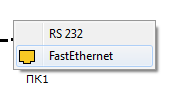 RS 232
FastEthernet
ПК1